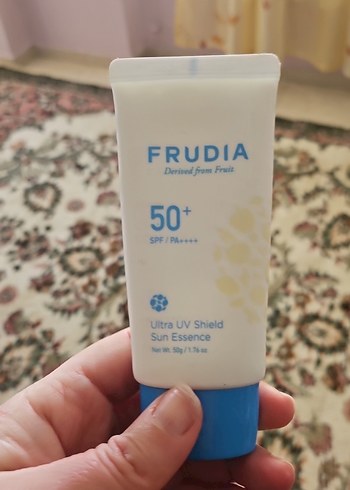 FRUDIA
Derived from Fruit
50+
SPF / PA++++
Ultra UV Shield
Sun Essence
Net Wt. 50g / 1.76 oz